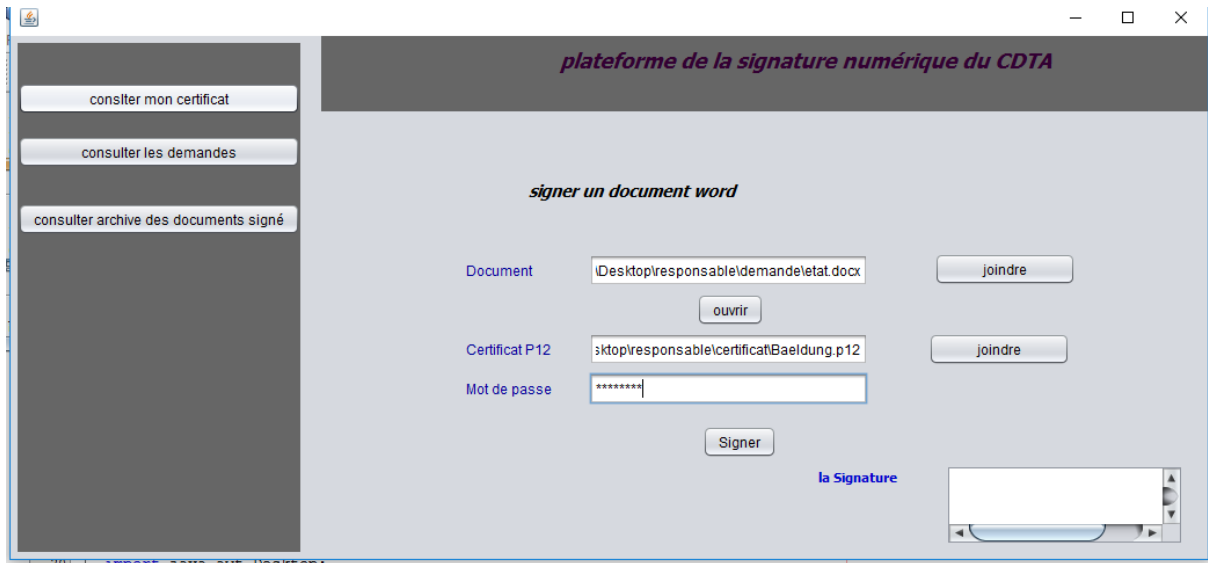 plateforme de la signature numérique du CDTA
conslter mon certificat
consulter les demandes
consulter archive des documents signé
signer un document word
Document
\Desktop\responsable\demande\etat.docx
joindre
ouvrir
Certificat P12
sktop\responsable\certificat\Baeldung.p12
joindre
Mot de passe
********
Signer
la Signature